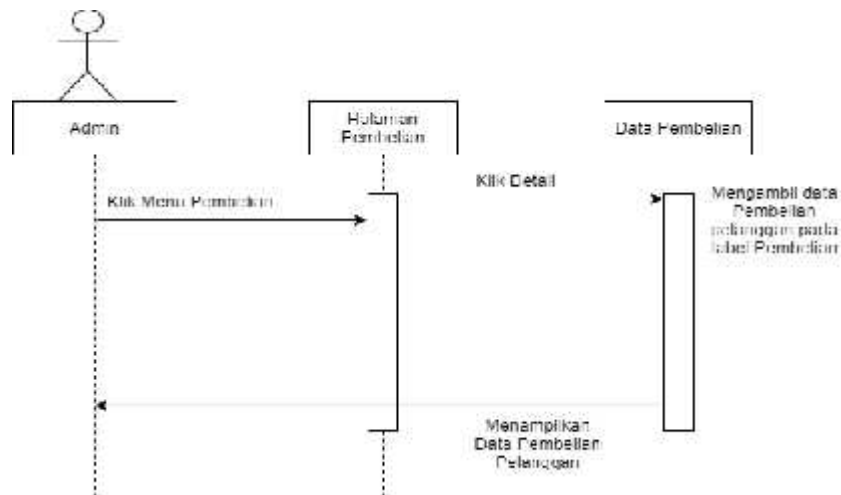 Admin
Halaman
Pembelian
Data Pembelian
Klik Detail
Klik Menu Pembelian
Mengambil data
Pembelian
pelanggan pada
tabel Pembelian
Menampilkan
Data Pembelian
Pelanggan